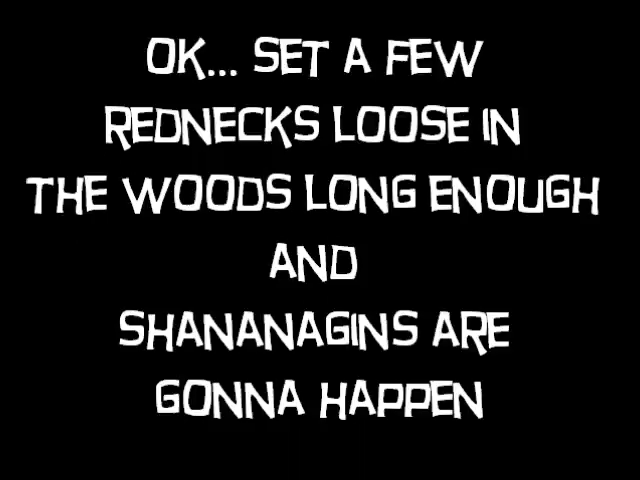 OK... SET A FEW
REDNECKS LOOSE IN
THE WOODS LONG ENOUGH
AND
SHANANAGINS ARE
GONNA HAPPEN